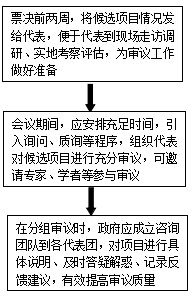 票决前两周，将候选项目情况发
给代表，便于代表到现场走访调
研、实地考察评估，为审议工作
做好准备
会议期间，应安排充足时间，引
入询问、质询等程序，组织代表
对候选项目进行充分审议，可邀
请专家、学者等参与审议
在分组审议时，政府应成立咨询
团队到各代表团，对项目进行具
体说明、及时答疑解惑、记录反
馈建议，有效提高审议质量